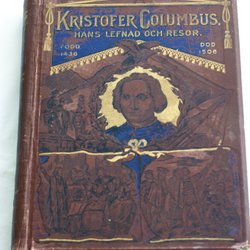 KRISTOFER COLUMBUS,
HANS LEFNAD OCH RESOR.
FÖDD
DÖD
1436
1506